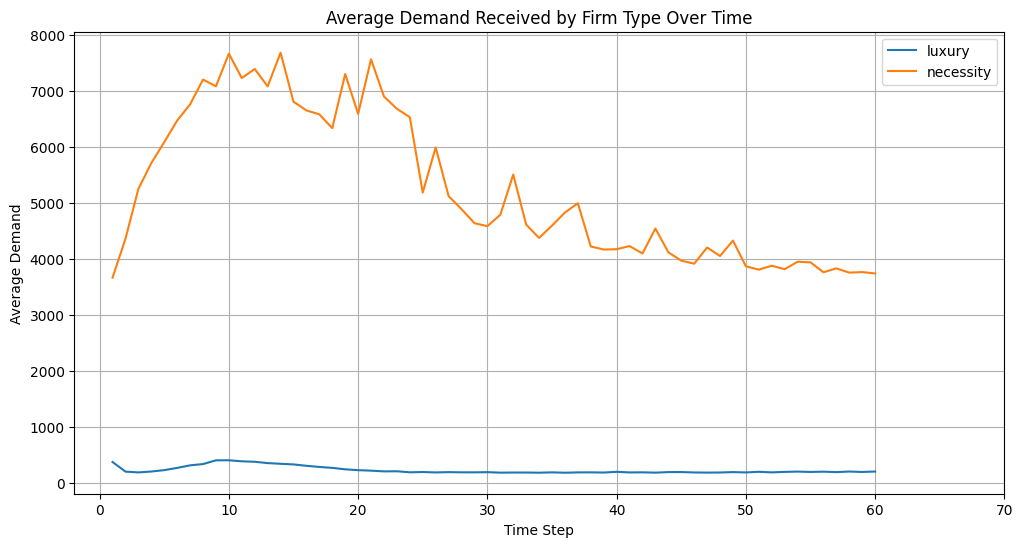 Average Demand Received by Firm Type Over Time
luxury
necessity
Average Demand
8000
7000
6000
5000
4000
3000
2000
1000
0
0 10 20 30 40 50 60 70
Time Step